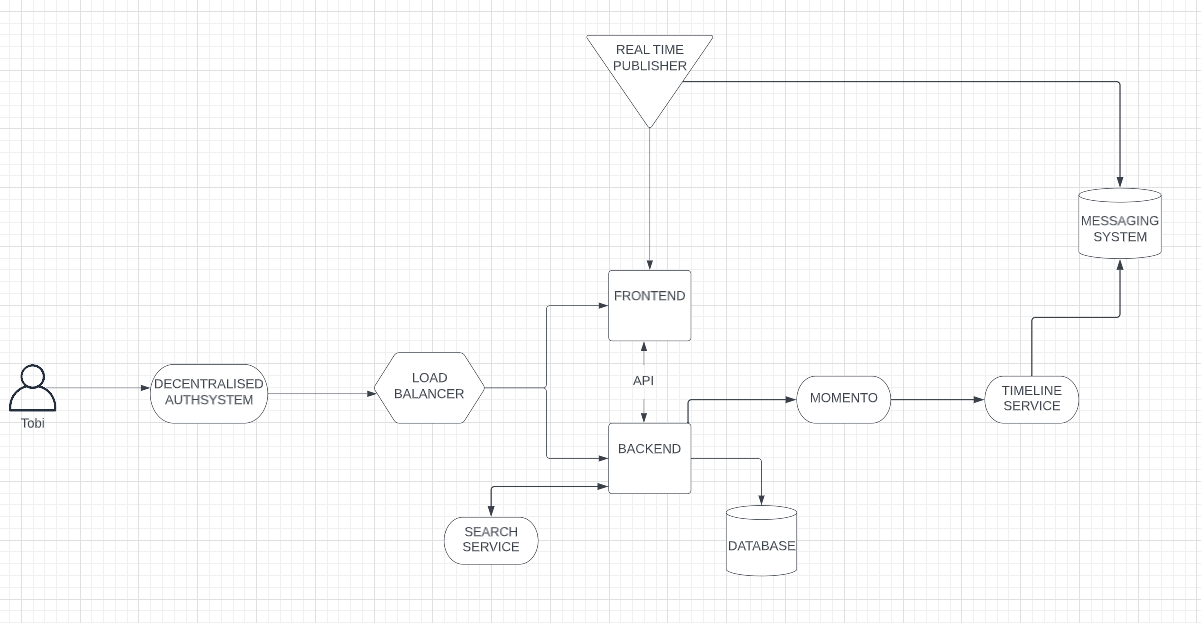 REAL TIME
PUBLISHER
MESSAGING
SYSTEM
FRONTEND
DECENTRALISED
AUTHSYSTEM
LOAD
BALANCER
API
MOMENTO
TIMELINE
SERVICE
Tobi
BACKEND
SEARCH
SERVICE
DATABASE